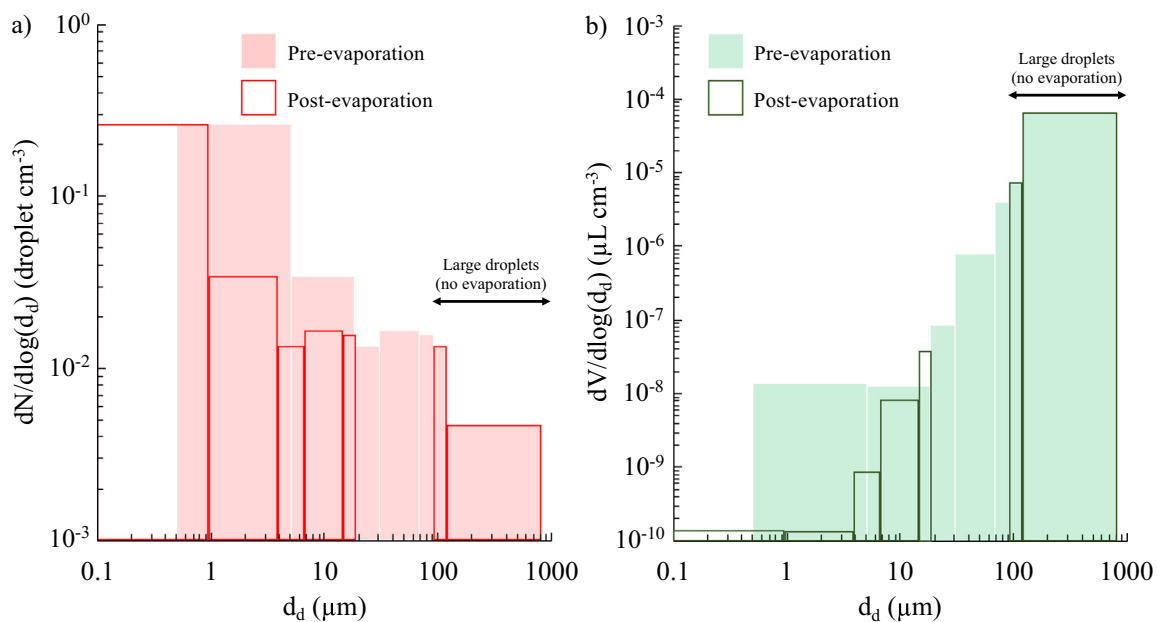 a)
dN/dlog(d_d) (droplet cm⁻³)
10⁰
10⁻¹
10⁻²
10⁻³
Pre-evaporation
Post-evaporation
Large droplets
(no evaporation)
0.1 1 10 100 1000
d_d (µm)
b)
dV/dlog(d_d) (µL cm⁻³)
10⁻³
10⁻⁴
10⁻⁵
10⁻⁶
10⁻⁷
10⁻⁸
10⁻⁹
10⁻¹⁰
Pre-evaporation
Post-evaporation
Large droplets
(no evaporation)
0.1 1 10 100 1000
d_d (µm)